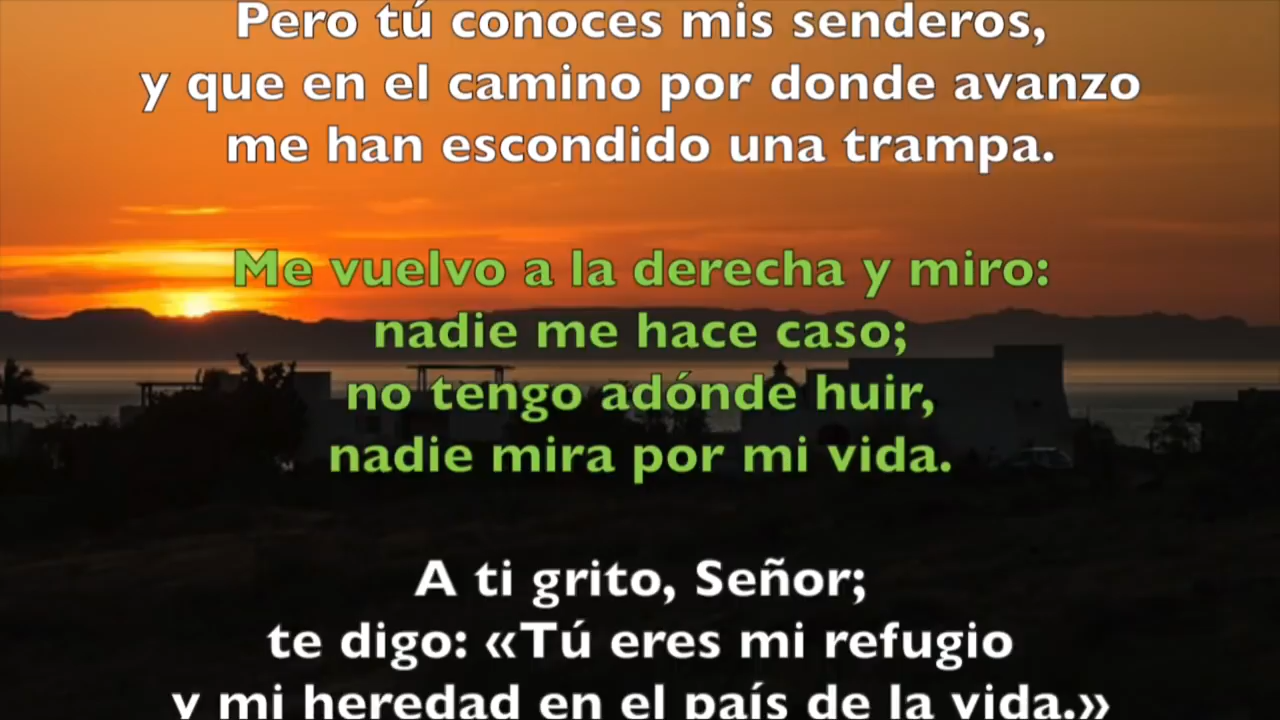 Pero tú conoces mis senderos,
y que en el camino por donde avanzo
me han escondido una trampa.
Me vuelvo a la derecha y miro:
nadie me hace caso;
no tengo adónde huir,
nadie mira por mi vida.
A ti grito, Señor;
te digo: «Tú eres mi refugio
y mi heredad en el país de la vida.»